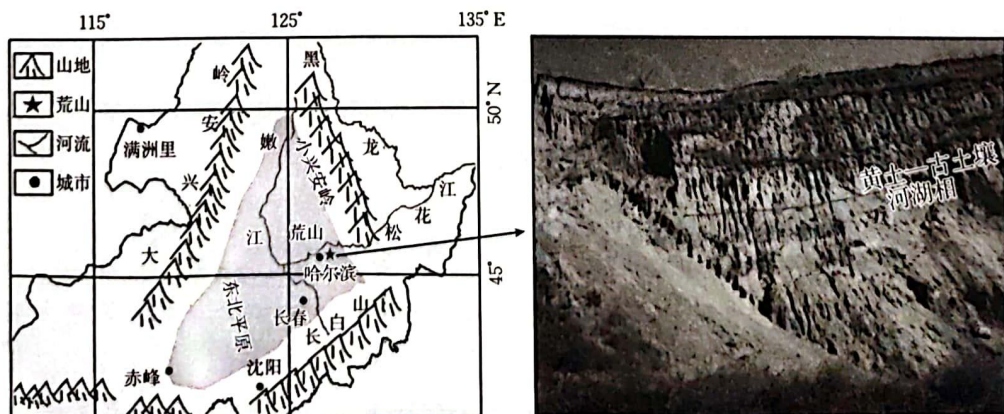 115°
125°
135° E
山地
荒山
河流
城市
50° N
45°
满洲里
大
兴
安
岭
黑
龙
江
小兴安岭
嫩
江
荒山
哈尔滨
松
花
东北平原
长春
长
白
山
赤峰
沈阳
黄土—古土壤
河湖相